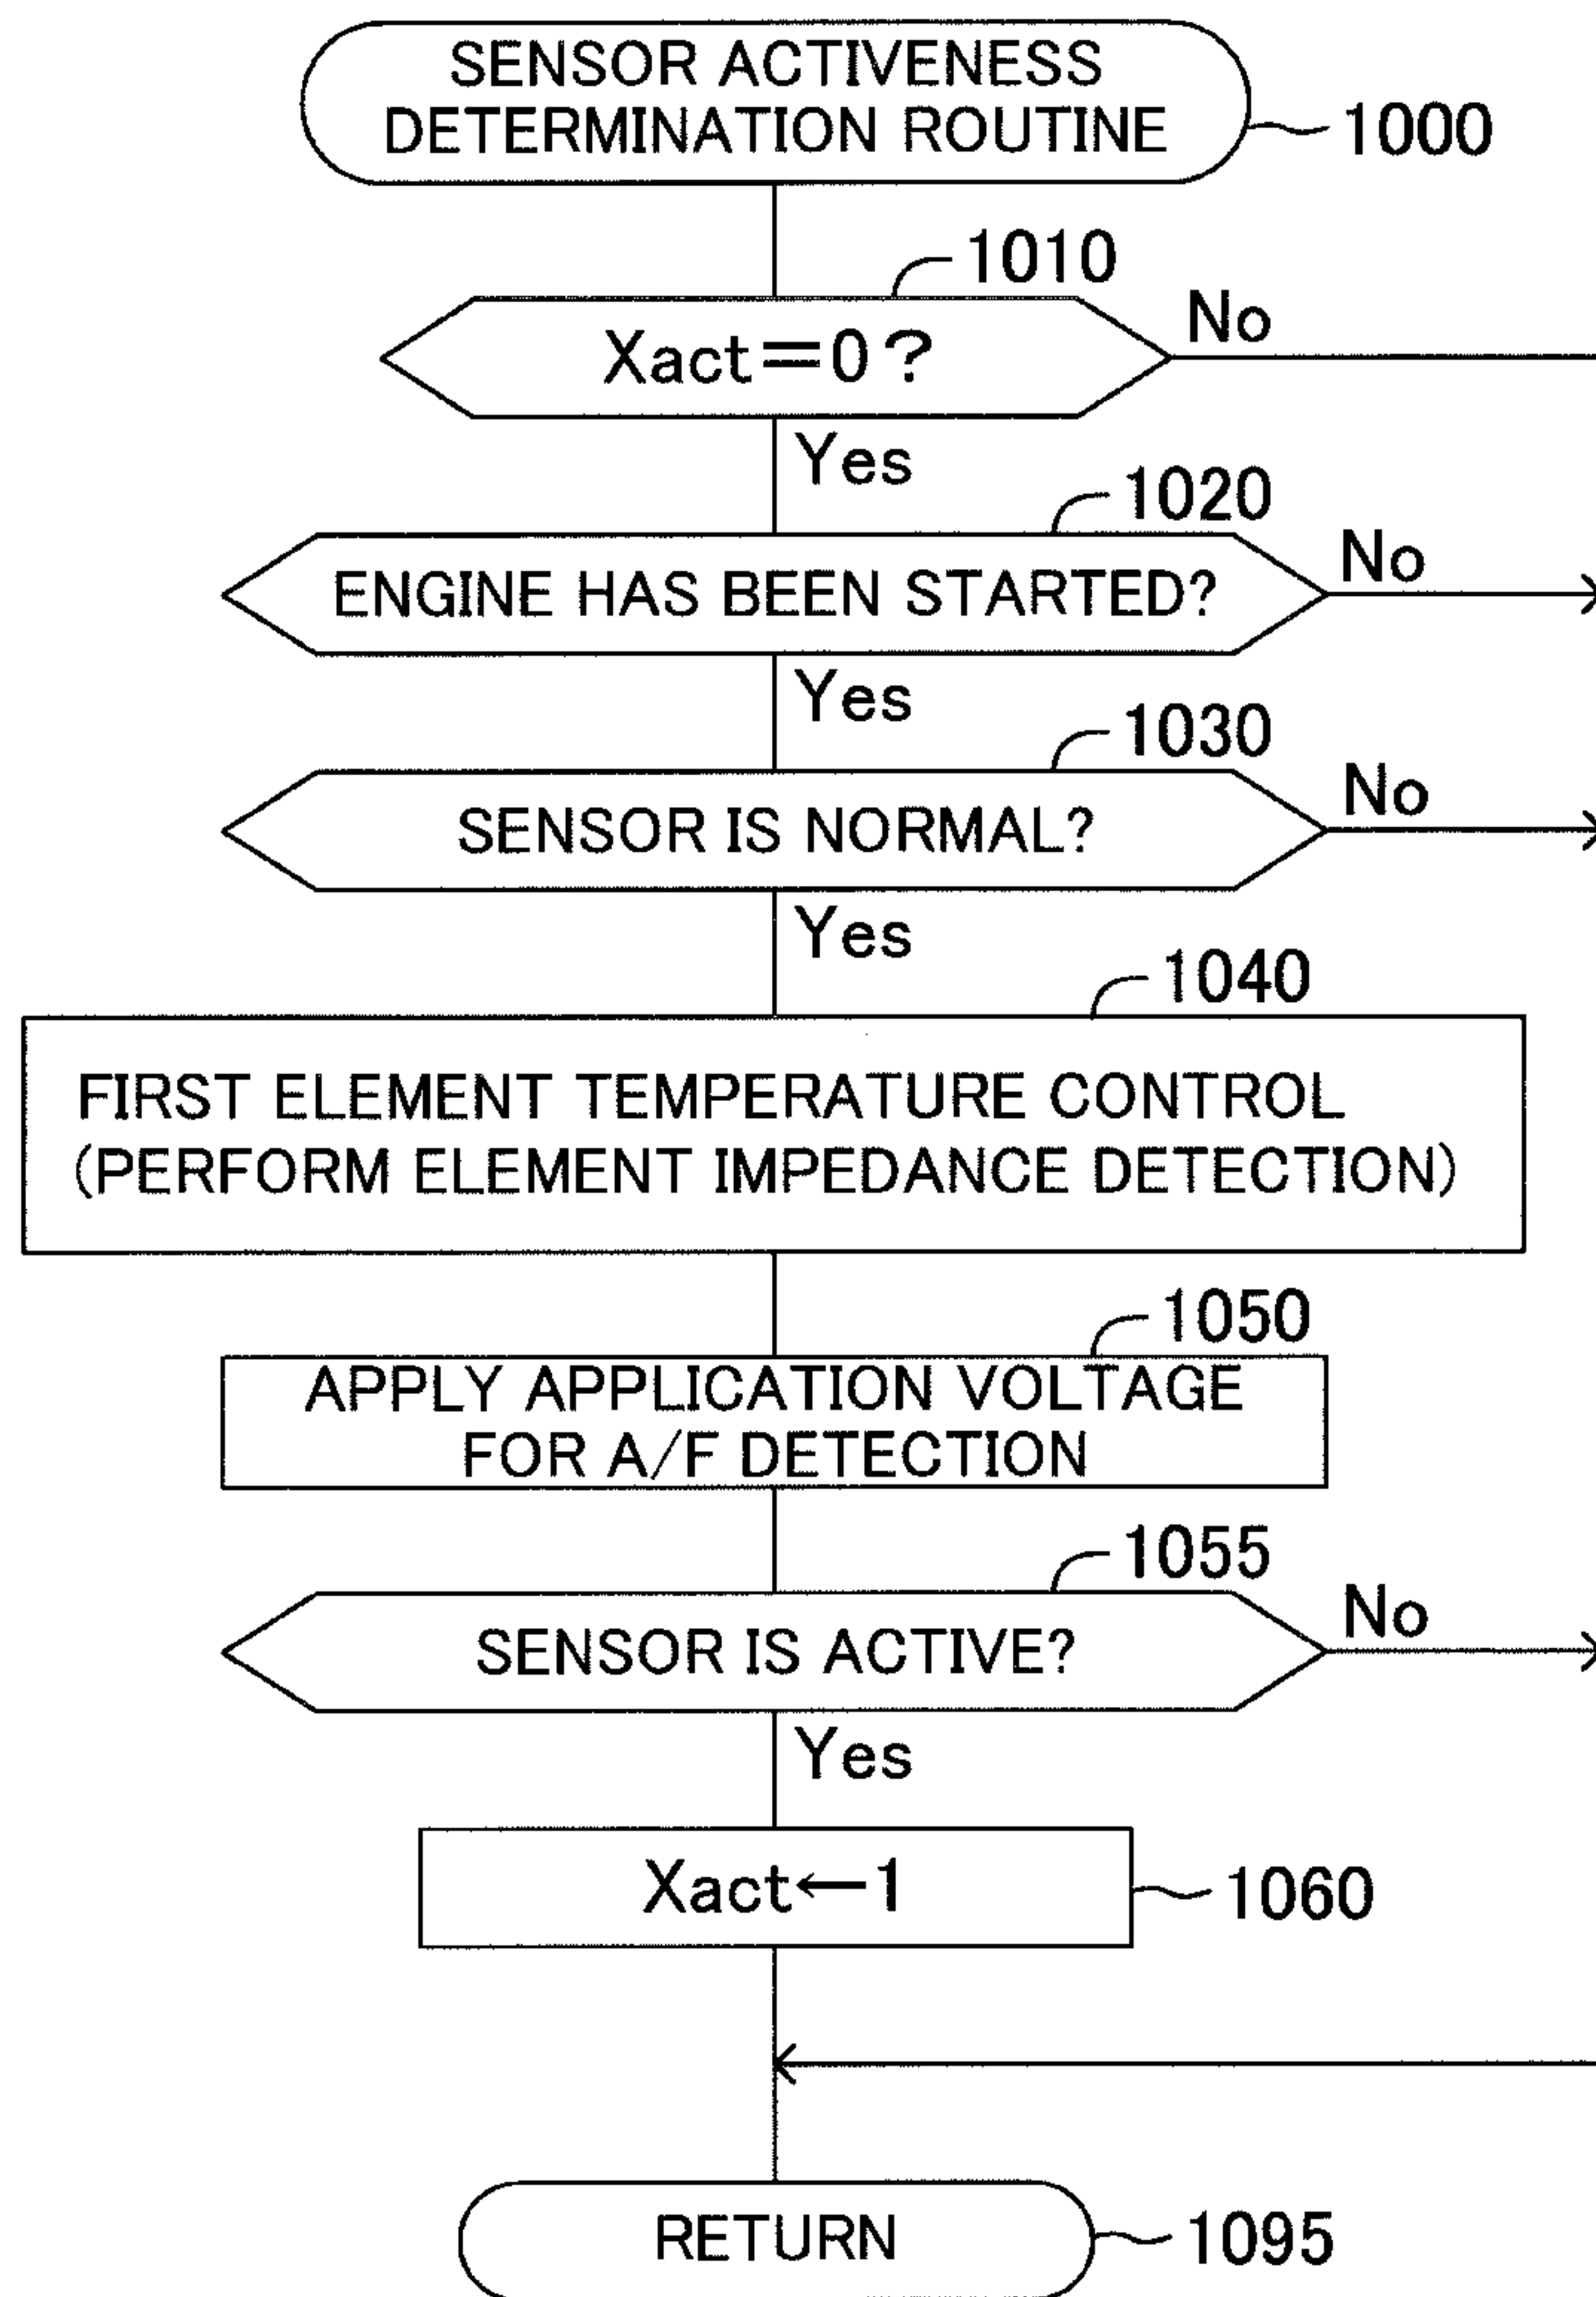 SENSOR ACTIVENESS
DETERMINATION ROUTINE
1000
1010
Xact=0?
No
Yes
1020
ENGINE HAS BEEN STARTED?
No
Yes
1030
SENSOR IS NORMAL?
No
Yes
1040
FIRST ELEMENT TEMPERATURE CONTROL
(PERFORM ELEMENT IMPEDANCE DETECTION)
1050
APPLY APPLICATION VOLTAGE
FOR A/F DETECTION
1055
SENSOR IS ACTIVE?
No
Yes
Xact←1
1060
RETURN
1095